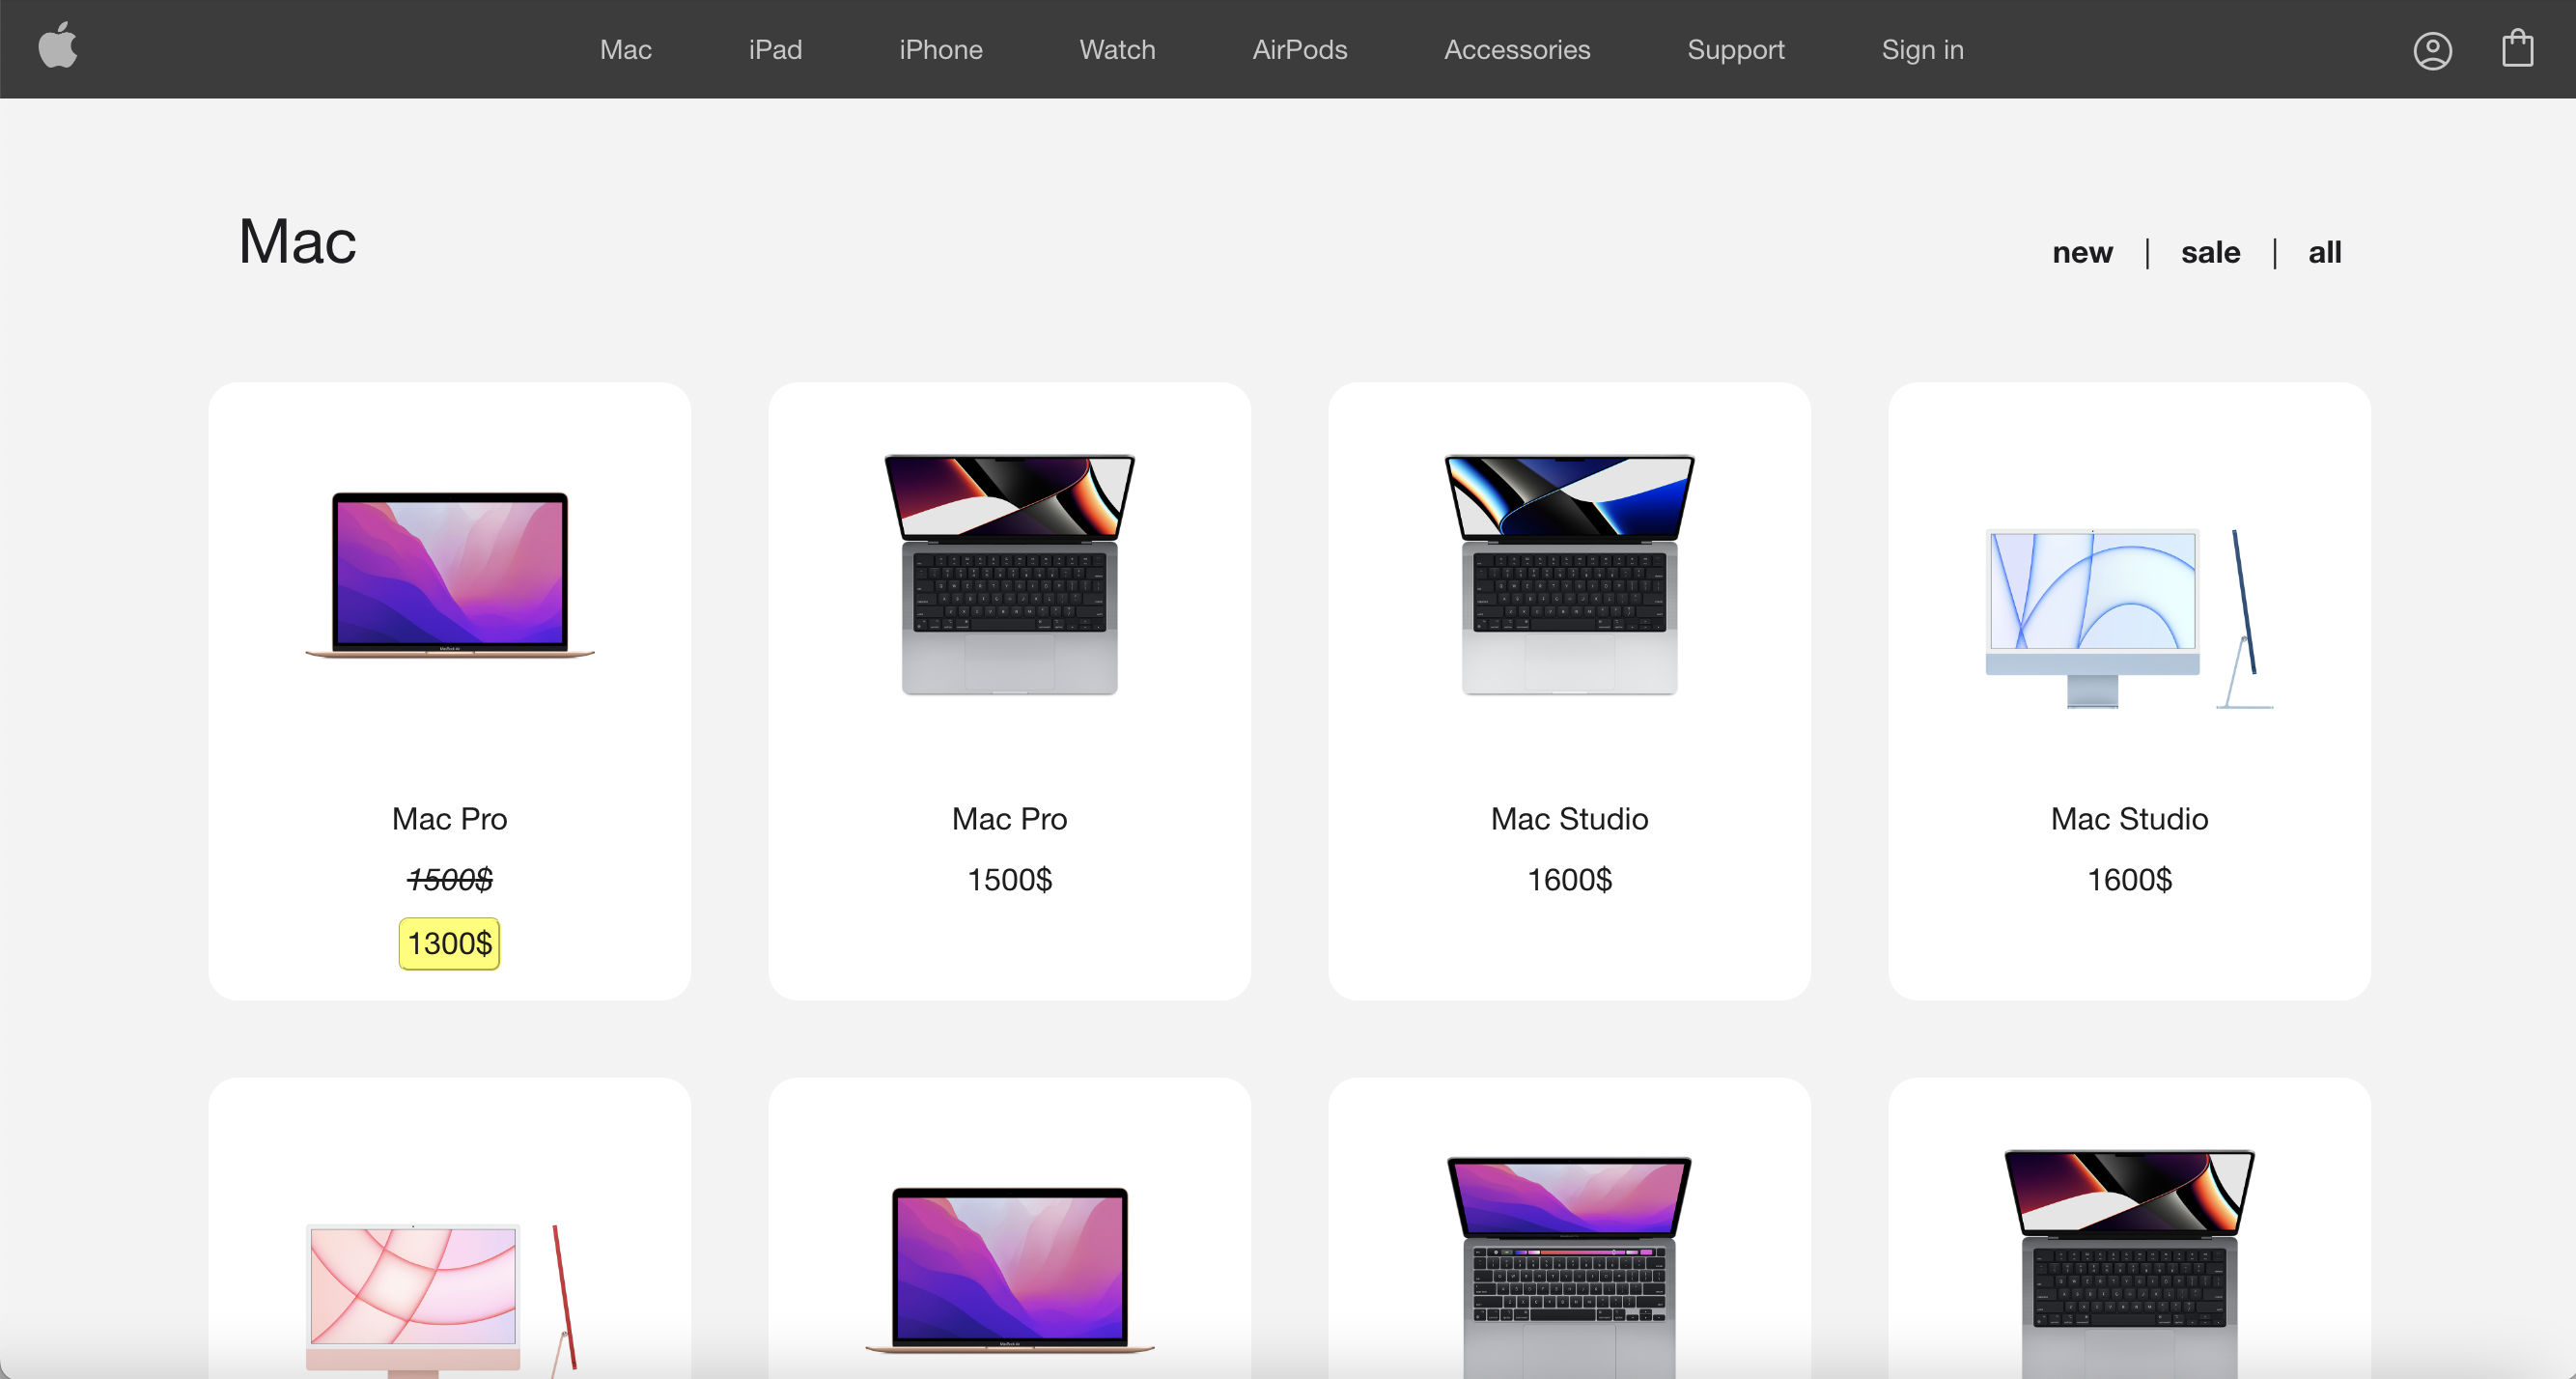 Mac iPad iPhone Watch AirPods Accessories Support Sign in
Mac
new | sale | all
Mac Pro
1500$
1300$
Mac Pro
1500$
Mac Studio
1600$
Mac Studio
1600$